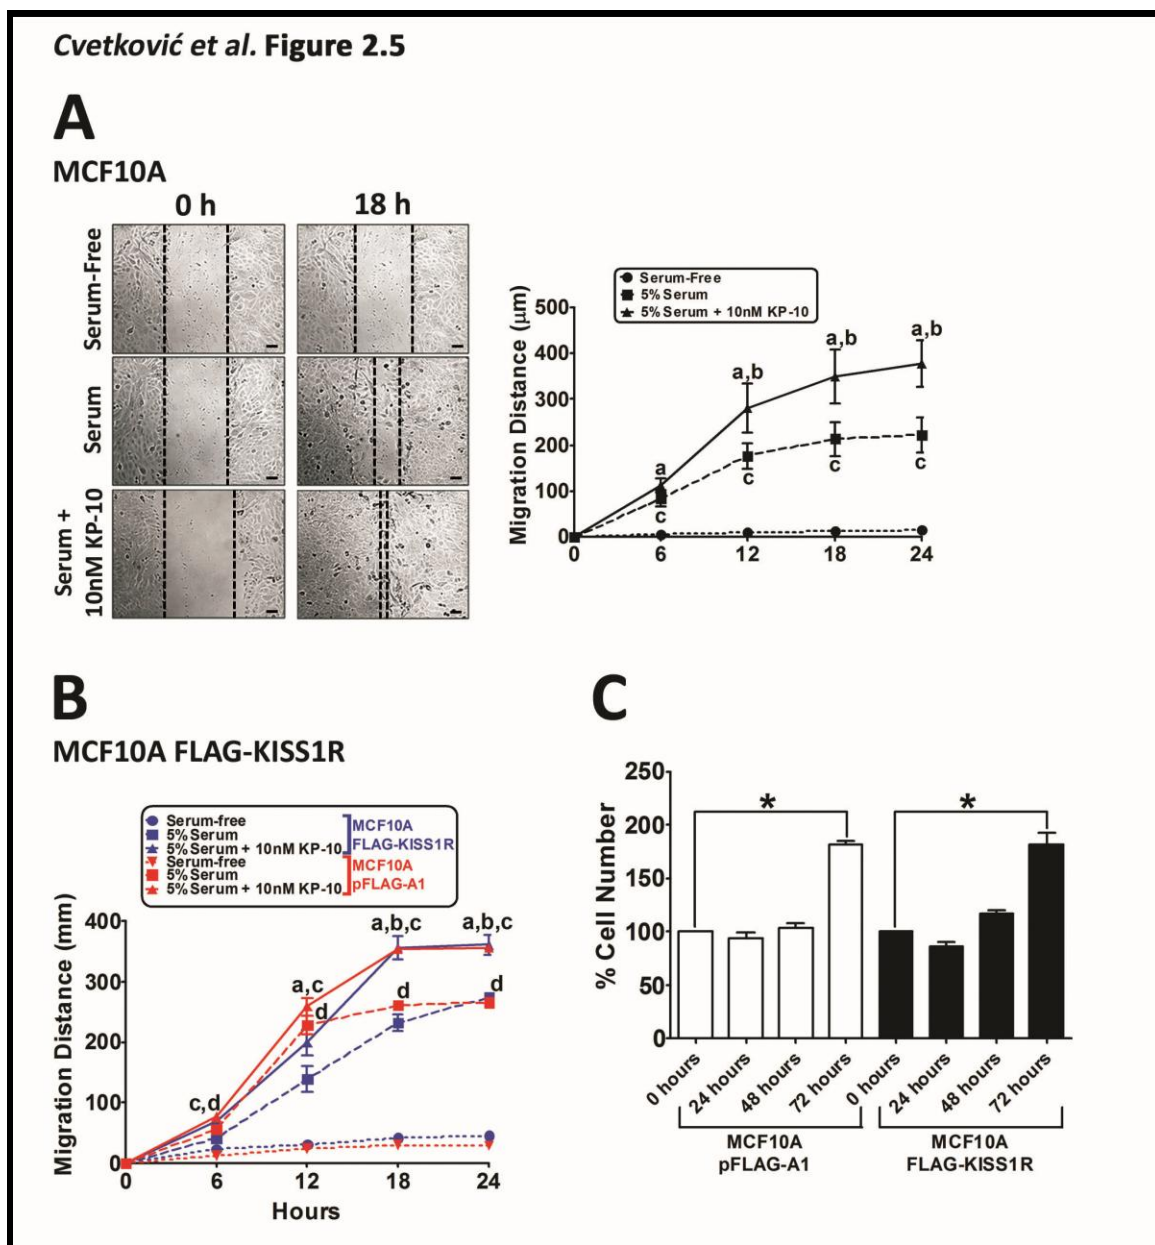 Cvetković et al. Figure 2.5
A
MCF10A
0 h 18 h
Serum-Free
Serum
Serum +
10nM KP-10
Serum-Free
5% Serum
5% Serum + 10nM KP-10
Migration Distance (µm)
500
400
300
200
100
0
a
a,b
a,b
a,b
c
c
c
c
0 6 12 18 24
B
MCF10A FLAG-KISS1R
Serum-free
5% Serum
5% Serum + 10nM KP-10
MCF10A
FLAG-KISS1R
Serum-free
5% Serum
5% Serum + 10nM KP-10
MCF10A
pFLAG-A1
Migration Distance (mm)
400
300
200
100
0
c,d
a,c
d
a,b,c
d
a,b,c
d
0 6 12 18 24
Hours
C
% Cell Number
250
200
150
100
50
0
* *
0 hours
24 hours
48 hours
72 hours
0 hours
24 hours
48 hours
72 hours
MCF10A
pFLAG-A1
MCF10A
FLAG-KISS1R